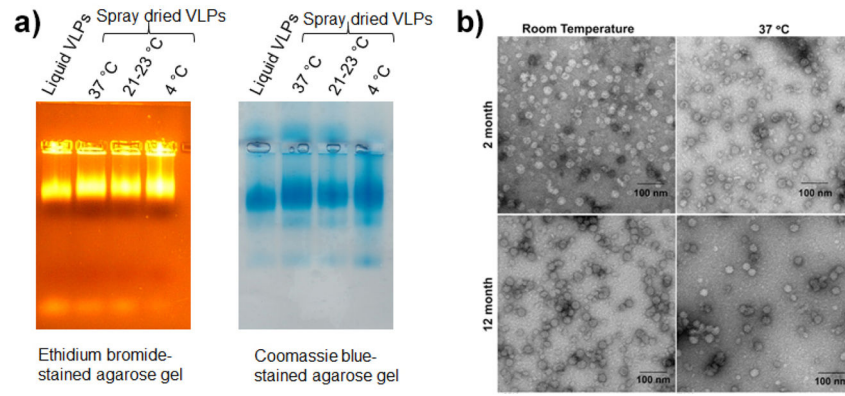 a)
Spray dried VLPs
Liquid VLPs
37 °C
21-23 °C
4 °C
Spray dried VLPs
Liquid VLPs
37 °C
21-23 °C
4 °C
Ethidium bromide-
stained agarose gel
Coomassie blue-
stained agarose gel
b)
Room Temperature
37 °C
2 month
100 nm
100 nm
12 month
100 nm
100 nm